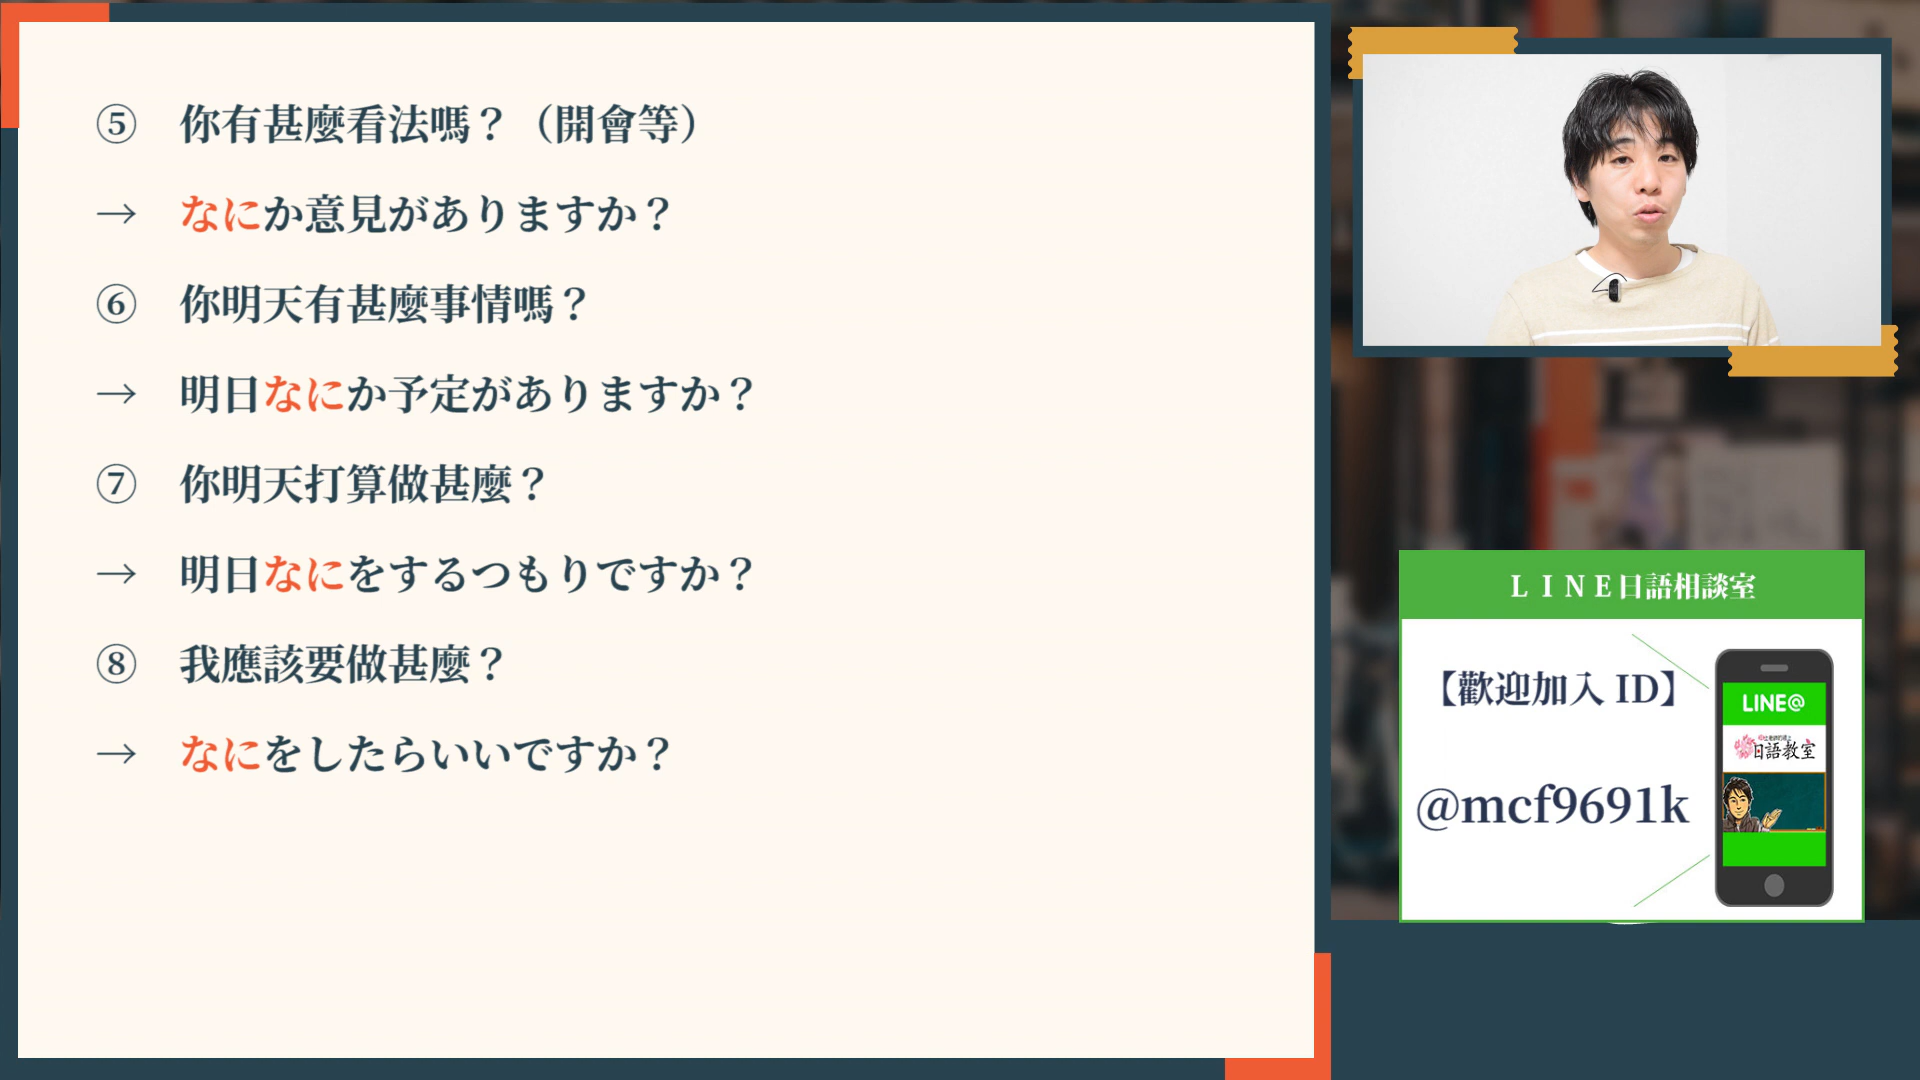 ⑤ 你有甚麼看法嗎？（開會等）
→ なにか意見がありますか？
⑥ 你明天有甚麼事情嗎？
→ 明日なにか予定がありますか？
⑦ 你明天打算做甚麼？
→ 明日なにをするつもりですか？
⑧ 我應該要做甚麼？
→ なにをしたらいいですか？
ＬＩＮＥ日語相談室
【歡迎加入 ID】
@mcf9691k
LINE@
日語教室